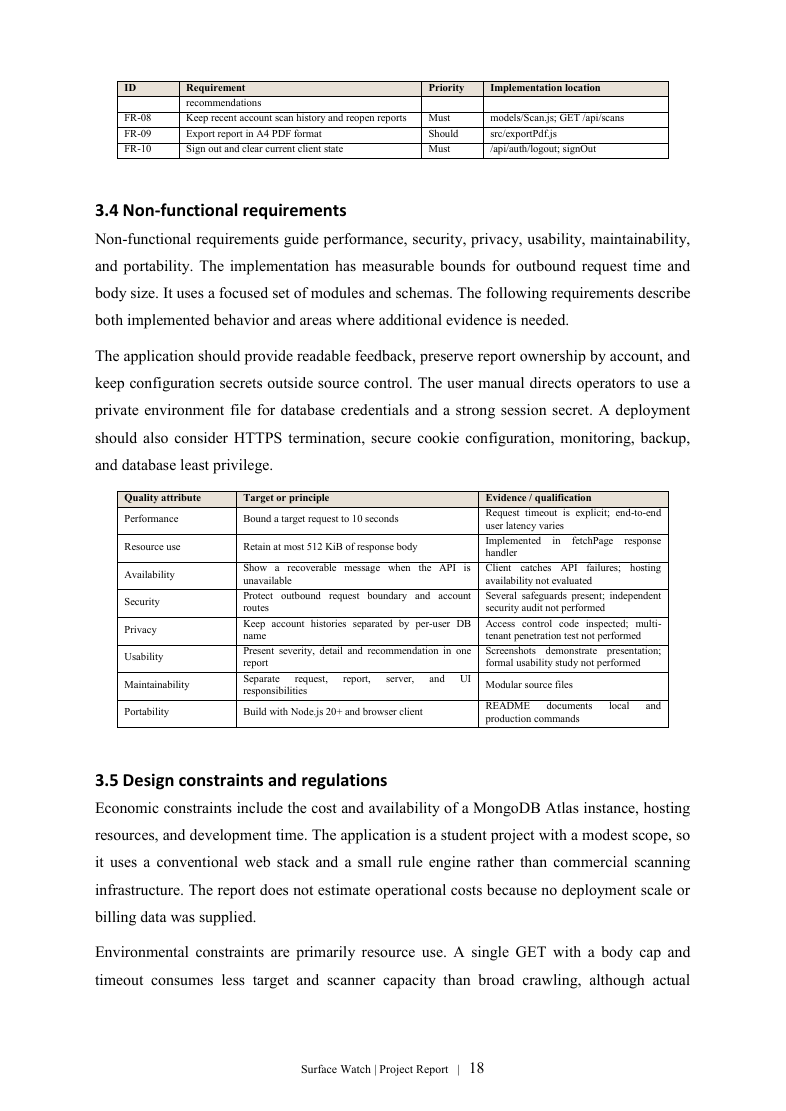 ID Requirement Priority Implementation location
recommendations
FR-08 Keep recent account scan history and reopen reports Must models/Scan.js; GET /api/scans
FR-09 Export report in A4 PDF format Should src/exportPdf.js
FR-10 Sign out and clear current client state Must /api/auth/logout; signOut
3.4 Non-functional requirements
Non-functional requirements guide performance, security, privacy, usability, maintainability,
and portability. The implementation has measurable bounds for outbound request time and
body size. It uses a focused set of modules and schemas. The following requirements describe
both implemented behavior and areas where additional evidence is needed.
The application should provide readable feedback, preserve report ownership by account, and
keep configuration secrets outside source control. The user manual directs operators to use a
private environment file for database credentials and a strong session secret. A deployment
should also consider HTTPS termination, secure cookie configuration, monitoring, backup,
and database least privilege.
Quality attribute Target or principle Evidence / qualification
Performance Bound a target request to 10 seconds Request timeout is explicit; end-to-end
user latency varies
Resource use Retain at most 512 KiB of response body Implemented in fetchPage response
handler
Availability Show a recoverable message when the API is
unavailable Client catches API failures; hosting
availability not evaluated
Security Protect outbound request boundary and account
routes Several safeguards present; independent
security audit not performed
Privacy Keep account histories separated by per-user DB
name Access control code inspected; multi-
tenant penetration test not performed
Usability Present severity, detail and recommendation in one
report Screenshots demonstrate presentation;
formal usability study not performed
Maintainability Separate request, report, server, and UI
responsibilities Modular source files
Portability Build with Node.js 20+ and browser client README documents local and
production commands
3.5 Design constraints and regulations
Economic constraints include the cost and availability of a MongoDB Atlas instance, hosting
resources, and development time. The application is a student project with a modest scope, so
it uses a conventional web stack and a small rule engine rather than commercial scanning
infrastructure. The report does not estimate operational costs because no deployment scale or
billing data was supplied.
Environmental constraints are primarily resource use. A single GET with a body cap and
timeout consumes less target and scanner capacity than broad crawling, although actual
Surface Watch | Project Report | 18